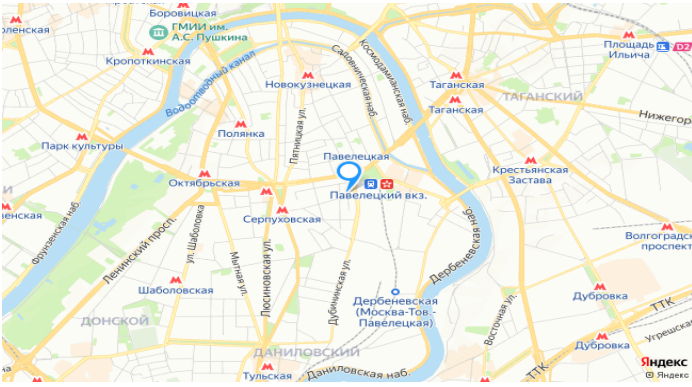 Боровицкая
ГМИИ им.
А.С. Пушкина
Кропоткинская
Водоотводный канал
Новокузнецкая
Садовническая наб.
Космодамианская наб.
Площадь
Ильича
D2
Таганская
Таганская
ТАГАНСКИЙ
Нижегор
Полянка
Пятницкая ул.
Парк культуры
Павелецкая
Октябрьская
Крестьянская
Застава
Павелецкий вкз.
Серпуховская
Фрунзенская наб.
Ленинский просп.
ул. Шаболовка
Мытная ул.
Люсиновская ул.
Дубининская ул.
Дербеневская наб.
Волгоградс
проспект
Шаболовская
Дербеневская
(Москва-Тов.-
Павелецкая)
Восточная ул.
Дубровка
ТТК
Угрешская
ДОНСКОЙ
ДАНИЛОВСКИЙ
Дубровка
Тульская
Даниловская наб.
ТТК
Яндекс
© Яндекс